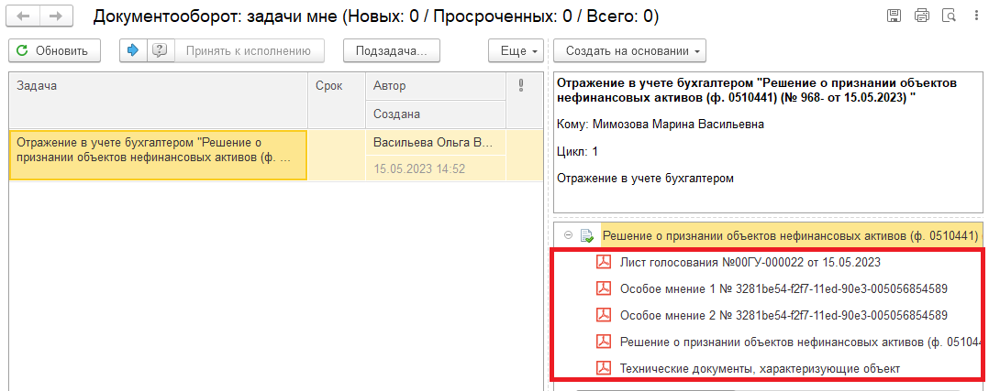 Документооборот: задачи мне (Новых: 0 / Просроченных: 0 / Всего: 0)
Обновить
Принять к исполнению
Подзадача...
Еще
Создать на основании
Задача
Срок
Автор
Создана
Отражение в учете бухгалтером "Решение о
признании объектов нефинансовых активов (ф. ...
Васильева Ольга В...
15.05.2023 14:52
Отражение в учете бухгалтером "Решение о признании объектов
нефинансовых активов (ф. 0510441) (№ 968- от 15.05.2023) "
Кому: Мимозова Марина Васильевна
Цикл: 1
Отражение в учете бухгалтером
Решение о признании объектов нефинансовых активов (ф. 0510441)
Лист голосования №00ГУ-000022 от 15.05.2023
Особое мнение 1 № 3281be54-f2f7-11ed-90e3-005056854589
Особое мнение 2 № 3281be54-f2f7-11ed-90e3-005056854589
Решение о признании объектов нефинансовых активов (ф. 05104
Технические документы, характеризующие объект